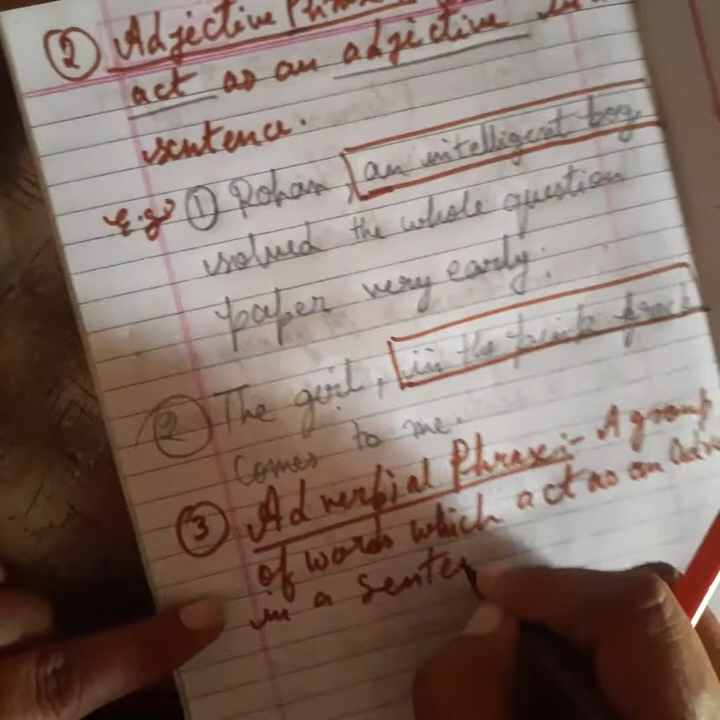 ② Adjective Phrase
act as an adjective in a
sentence.
e.g. ① Rohan, an intelligent boy
solved the whole question
paper very early.
② The girl, in the pink frock
comes to me.
③ Adverbial Phrase :- A group
of words which act as an adv
in a senten